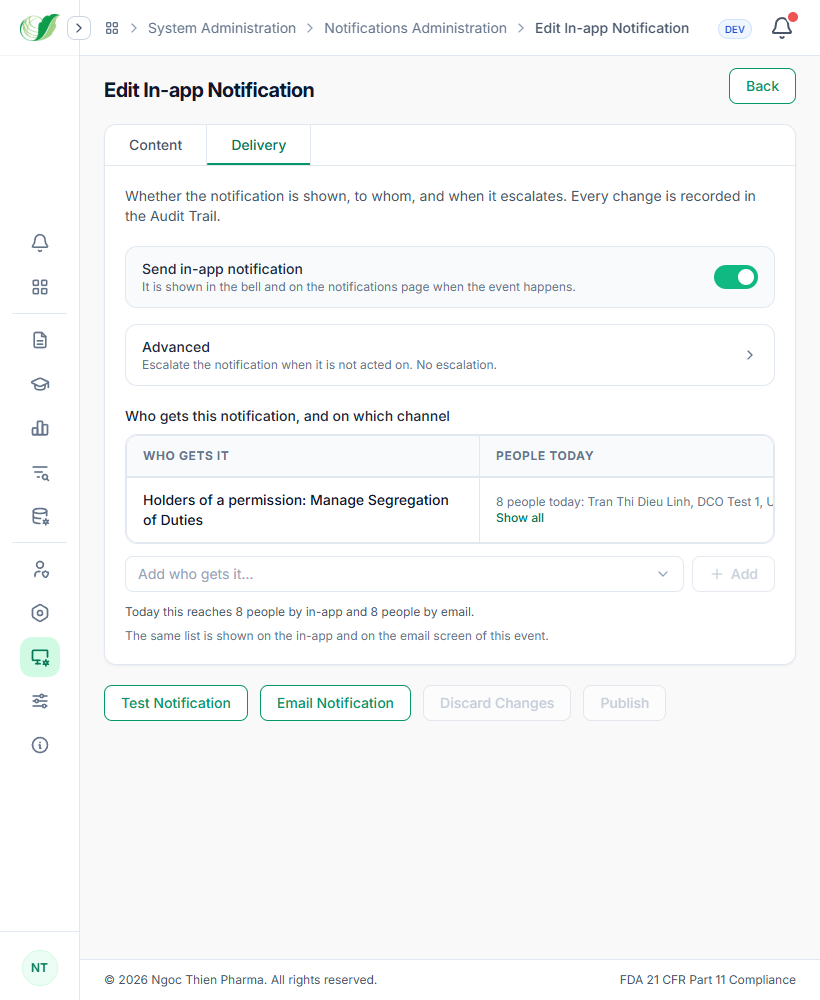 System Administration
Notifications Administration
Edit In-app Notification
DEV
Edit In-app Notification
Back
Content
Delivery
Whether the notification is shown, to whom, and when it escalates. Every change is recorded in
the Audit Trail.
Send in-app notification
It is shown in the bell and on the notifications page when the event happens.
Advanced
Escalate the notification when it is not acted on. No escalation.
Who gets this notification, and on which channel
WHO GETS IT
PEOPLE TODAY
Holders of a permission: Manage Segregation
of Duties
8 people today: Tran Thi Dieu Linh, DCO Test 1, U
Show all
Add who gets it...
+ Add
Today this reaches 8 people by in-app and 8 people by email.
The same list is shown on the in-app and on the email screen of this event.
Test Notification
Email Notification
Discard Changes
Publish
NT
© 2026 Ngoc Thien Pharma. All rights reserved.
FDA 21 CFR Part 11 Compliance